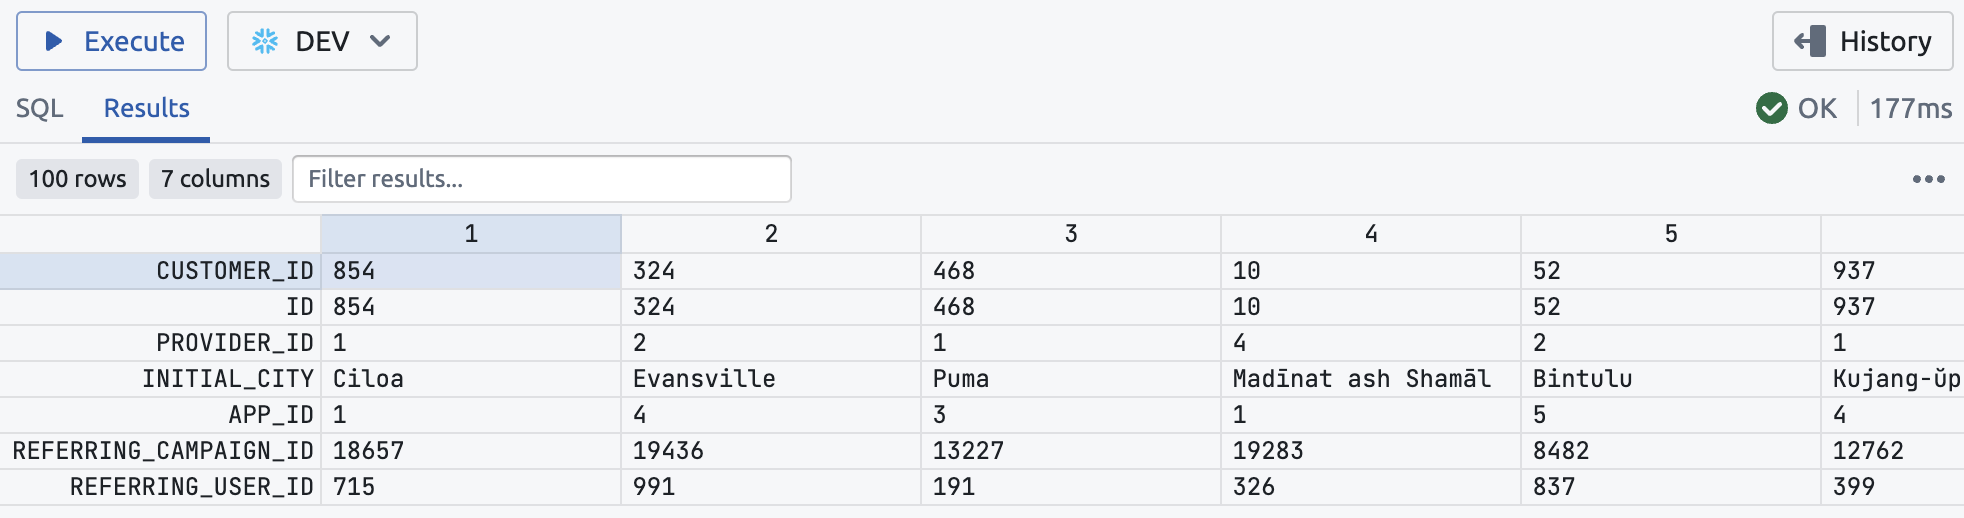 Execute DEV History
SQL Results OK 177ms
100 rows 7 columns Filter results...
1 2 3 4 5
CUSTOMER_ID 854 324 468 10 52 937
ID 854 324 468 10 52 937
PROVIDER_ID 1 2 1 4 2 1
INITIAL_CITY Ciloa Evansville Puma Madīnat ash Shamāl Bintulu Kujang-ŭp
APP_ID 1 4 3 1 5 4
REFERRING_CAMPAIGN_ID 18657 19436 13227 19283 8482 12762
REFERRING_USER_ID 715 991 191 326 837 399